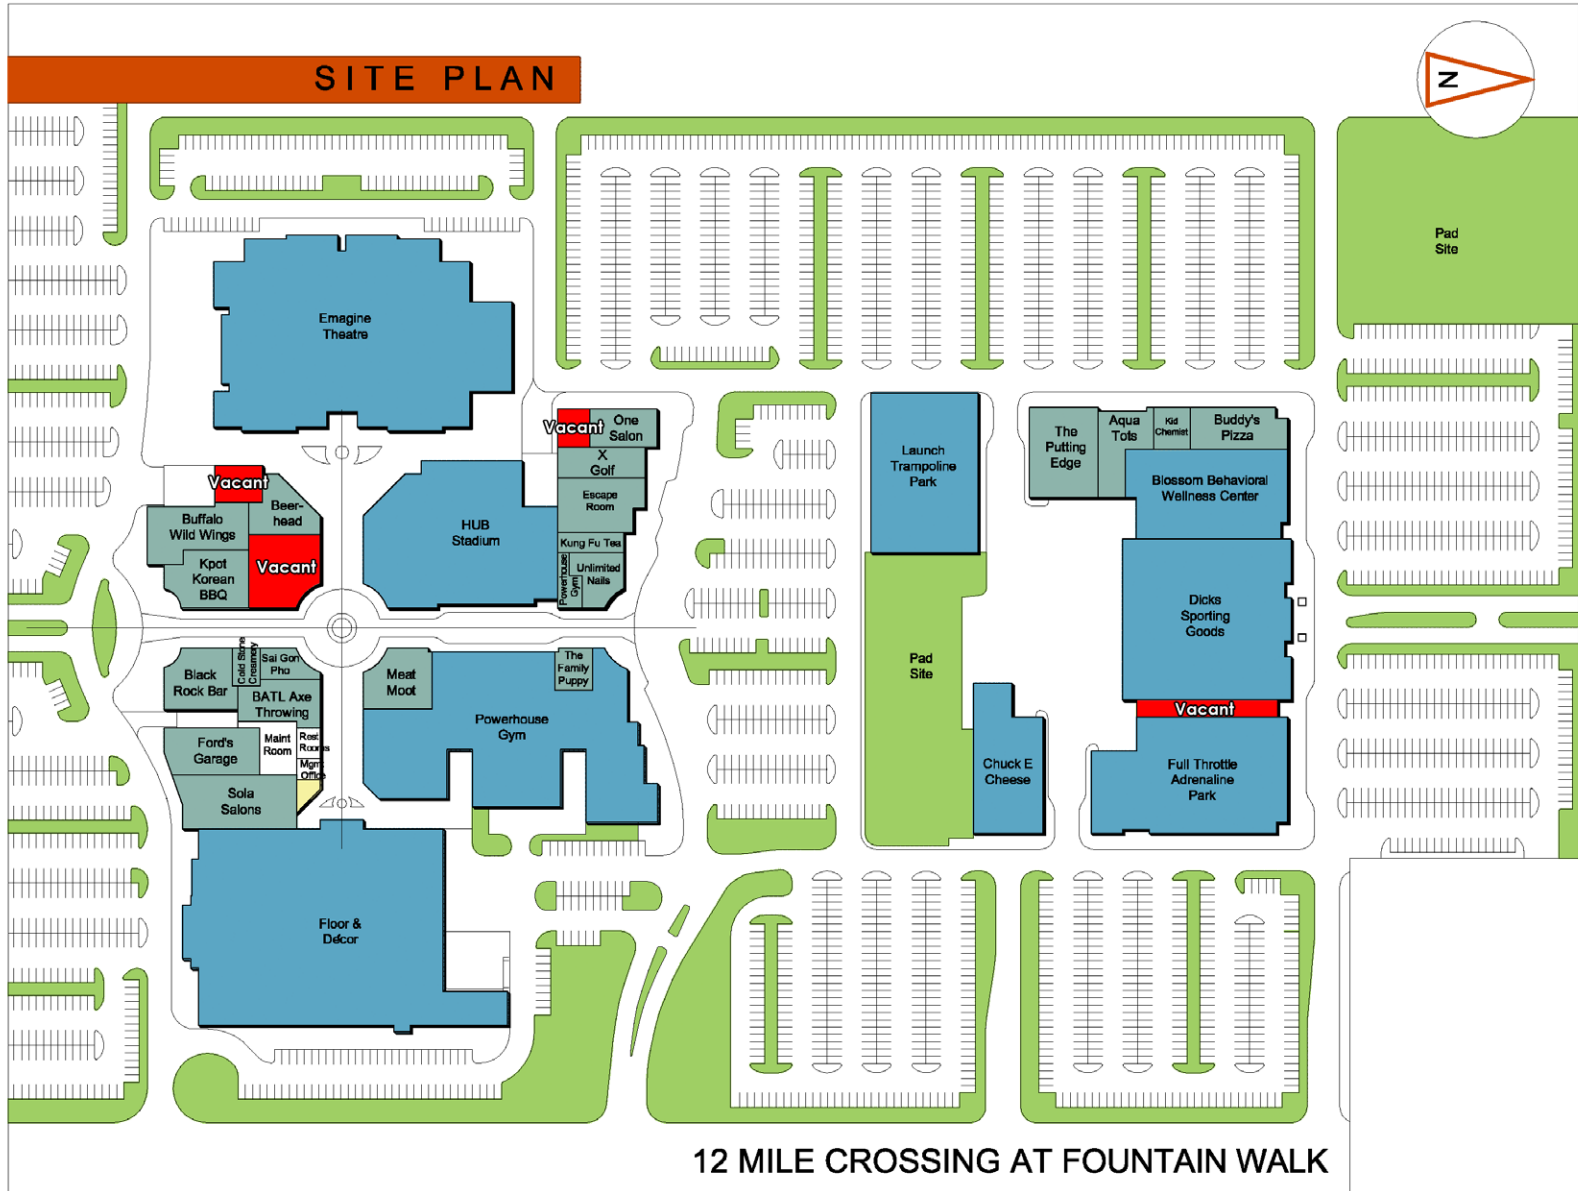 SITE PLAN
N
Pad
Site
Emagine
Theatre
Vacant
One
Salon
X
Golf
Escape
Room
Kung Fu Tea
Powerhouse
Gym
Unlimited
Nails
HUB
Stadium
Vacant
Beer-
head
Buffalo
Wild Wings
Kpot
Korean
BBQ
Vacant
Launch
Trampoline
Park
The
Putting
Edge
Aqua
Tots
Kid
Chemist
Buddy's
Pizza
Blossom Behavioral
Wellness Center
Dicks
Sporting
Goods
Vacant
Full Throttle
Adrenaline
Park
Pad
Site
Chuck E
Cheese
Black
Rock Bar
Cold Stone
Creamery
Sai Gon
Pho
BATL Axe
Throwing
Ford's
Garage
Maint
Room
Rest
Rooms
Mgmt
Office
Sola
Salons
Meat
Moot
The
Family
Puppy
Powerhouse
Gym
Floor &
Decor
12 MILE CROSSING AT FOUNTAIN WALK